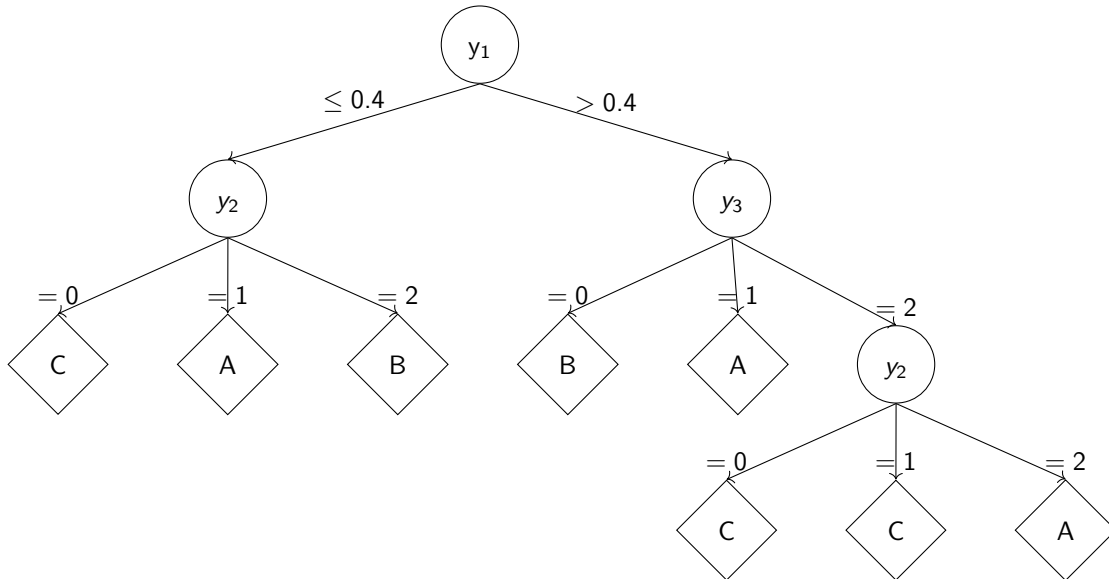 y₁
≤ 0.4 > 0.4
y₂ y₃
= 0 = 1 = 2 = 0 = 1 = 2
C A B B A y₂
= 0 = 1 = 2
C C A